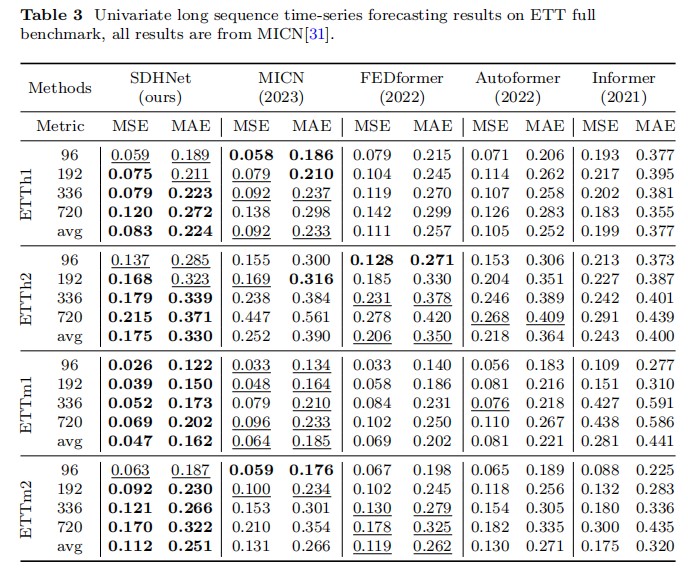 Table 3 Univariate long sequence time-series forecasting results on ETT full
benchmark, all results are from MICN[31].
Methods SDHNet (ours) MICN (2023) FEDformer (2022) Autoformer (2022) Informer (2021)
Metric MSE MAE MSE MAE MSE MAE MSE MAE MSE MAE
ETTh1
96 0.059 0.189 0.058 0.186 0.079 0.215 0.071 0.206 0.193 0.377
192 0.075 0.211 0.079 0.210 0.104 0.245 0.114 0.262 0.217 0.395
336 0.079 0.223 0.092 0.237 0.119 0.270 0.107 0.258 0.202 0.381
720 0.120 0.272 0.138 0.298 0.142 0.299 0.126 0.283 0.183 0.355
avg 0.083 0.224 0.092 0.233 0.111 0.257 0.105 0.252 0.199 0.377
ETTh2
96 0.137 0.285 0.155 0.300 0.128 0.271 0.153 0.306 0.213 0.373
192 0.168 0.323 0.169 0.316 0.185 0.330 0.204 0.351 0.227 0.387
336 0.179 0.339 0.238 0.384 0.231 0.378 0.246 0.389 0.242 0.401
720 0.215 0.371 0.447 0.561 0.278 0.420 0.268 0.409 0.291 0.439
avg 0.175 0.330 0.252 0.390 0.206 0.350 0.218 0.364 0.243 0.400
ETTm1
96 0.026 0.122 0.033 0.134 0.033 0.140 0.056 0.183 0.109 0.277
192 0.039 0.150 0.048 0.164 0.058 0.186 0.081 0.216 0.151 0.310
336 0.052 0.173 0.079 0.210 0.084 0.231 0.076 0.218 0.427 0.591
720 0.069 0.202 0.096 0.233 0.102 0.250 0.110 0.267 0.438 0.586
avg 0.047 0.162 0.064 0.185 0.069 0.202 0.081 0.221 0.281 0.441
ETTm2
96 0.063 0.187 0.059 0.176 0.067 0.198 0.065 0.189 0.088 0.225
192 0.092 0.230 0.100 0.234 0.102 0.245 0.118 0.256 0.132 0.283
336 0.121 0.266 0.153 0.301 0.130 0.279 0.154 0.305 0.180 0.336
720 0.170 0.322 0.210 0.354 0.178 0.325 0.182 0.335 0.300 0.435
avg 0.112 0.251 0.131 0.266 0.119 0.262 0.130 0.271 0.175 0.320